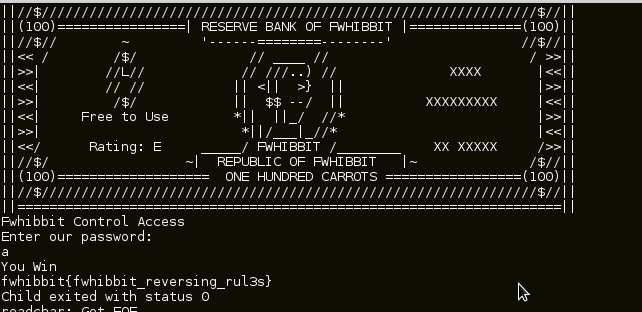 ||//$//////////////////////////////////////////////////////////////////$//||
||(100)================| RESERVE BANK OF FWHIBBIT |==============(100)||
||//$//        ~         '------========--------'                //$//||
||<< /        /$/              // ____ //                         / >>||
||>>|        //L//            // ///..) //              XXXX       |<<||
||<<|        // //           || <||  >}  ||                        |>>||
||>>|         /$/            ||  $$ --/  ||          XXXXXXXXX     |<<||
||<<|     Free to Use        *||  ||_/  //*                        |>>||
||>>|                         *||/___|_//*                         |<<||
||<</      Rating: E     _____/ FWHIBBIT /________    XX XXXXX     />>||
||//$/                 ~|  REPUBLIC OF FWHIBBIT   |~              /$//||
||(100)===================  ONE HUNDRED CARROTS =================(100)||
||//$//////////////////////////////////////////////////////////////////$//||
||====================================================================||
Fwhibbit Control Access
Enter our password:
a
You Win
fwhibbit{fwhibbit_reversing_rul3s}
Child exited with status 0
readchar: Got EOF